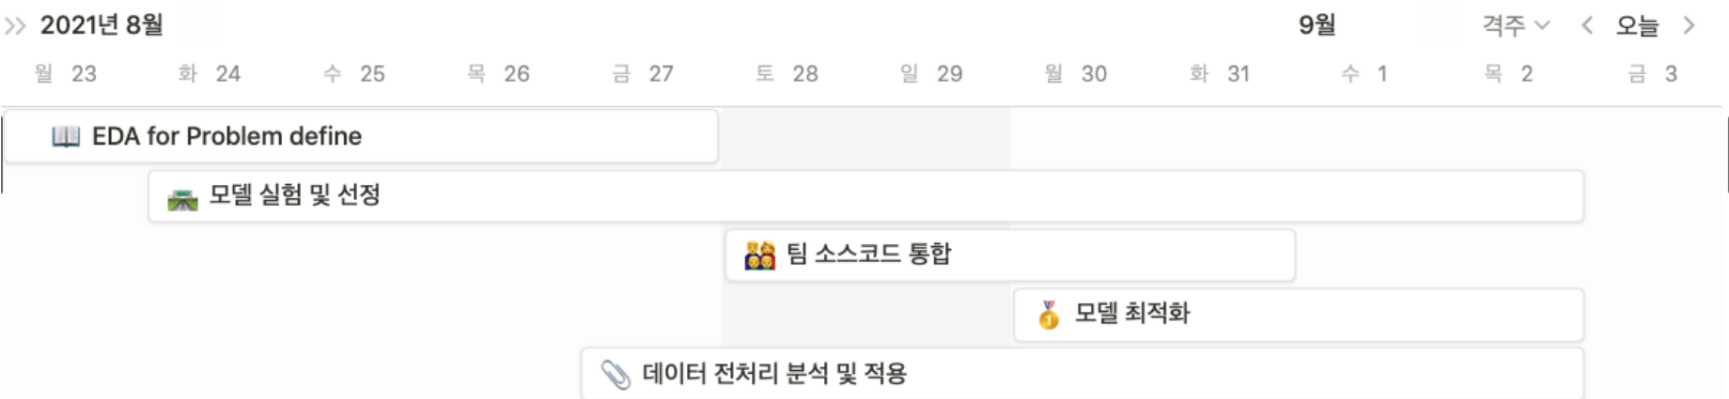 2021년 8월 9월 격주 오늘
월 23 화 24 수 25 목 26 금 27 토 28 일 29 월 30 화 31 수 1 목 2 금 3
EDA for Problem define
모델 실험 및 선정
팀 소스코드 통합
모델 최적화
데이터 전처리 분석 및 적용